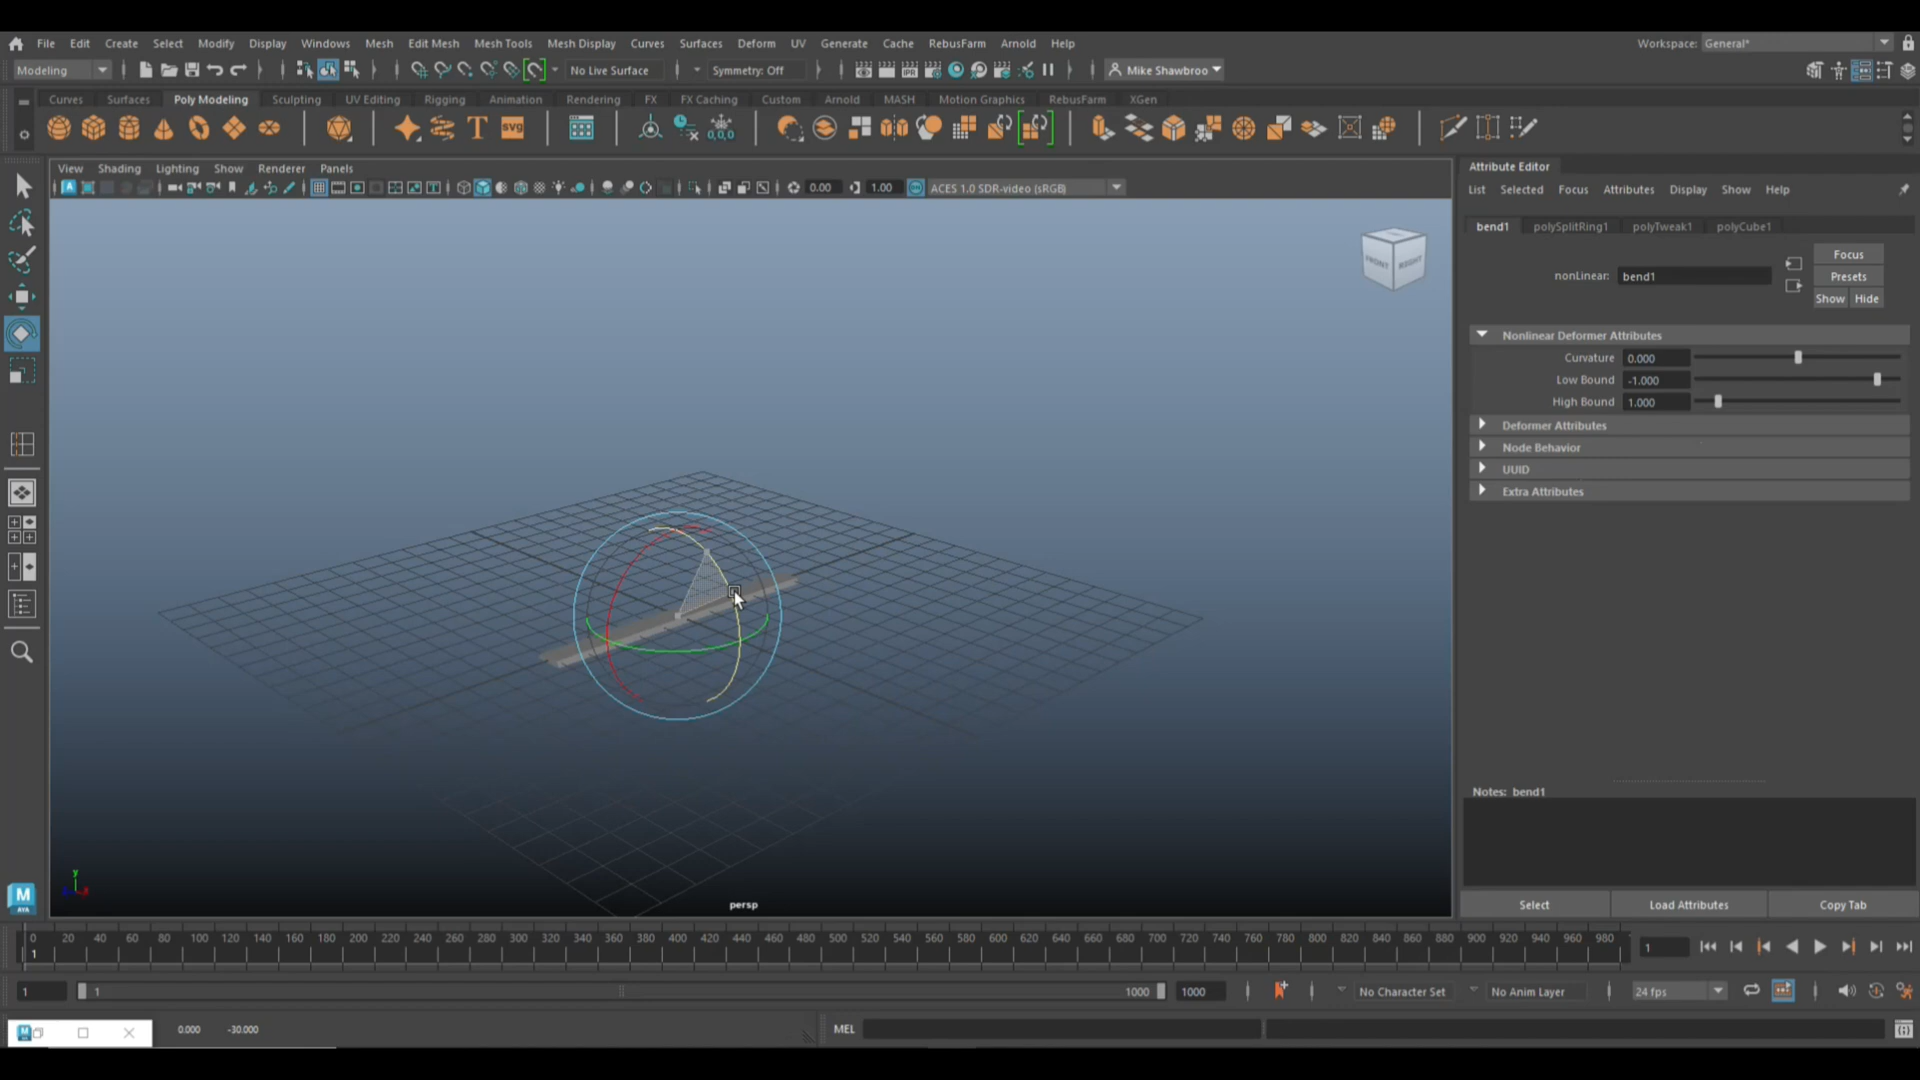 File Edit Create Select Modify Display Windows Mesh Edit Mesh Mesh Tools Mesh Display Curves Surfaces Deform UV Generate Cache RebusFarm Arnold Help Workspace: General*
Modeling No Live Surface Symmetry: Off IPR Mike Shawbroo
Curves Surfaces Poly Modeling Sculpting UV Editing Rigging Animation Rendering FX FX Caching Custom Arnold MASH Motion Graphics RebusFarm XGen
T SVG 0,0,0
View Shading Lighting Show Renderer Panels
0.00 1.00 ACES 1.0 SDR-video (sRGB)
FRONT RIGHT
persp
Attribute Editor
List Selected Focus Attributes Display Show Help
bend1 polySplitRing1 polyTweak1 polyCube1
Focus
nonLinear: bend1 Presets
Show Hide
Nonlinear Deformer Attributes
Curvature 0.000
Low Bound -1.000
High Bound 1.000
Deformer Attributes
Node Behavior
UUID
Extra Attributes
Notes: bend1
Select Load Attributes Copy Tab
y
M
AYA
0 20 40 60 80 100 120 140 160 180 200 220 240 260 280 300 320 340 360 380 400 420 440 460 480 500 520 540 560 580 600 620 640 660 680 700 720 740 760 780 800 820 840 860 880 900 920 940 960 980
1 1
1 1 1000 1000 No Character Set No Anim Layer 24 fps
M 0.000 -30.000 MEL